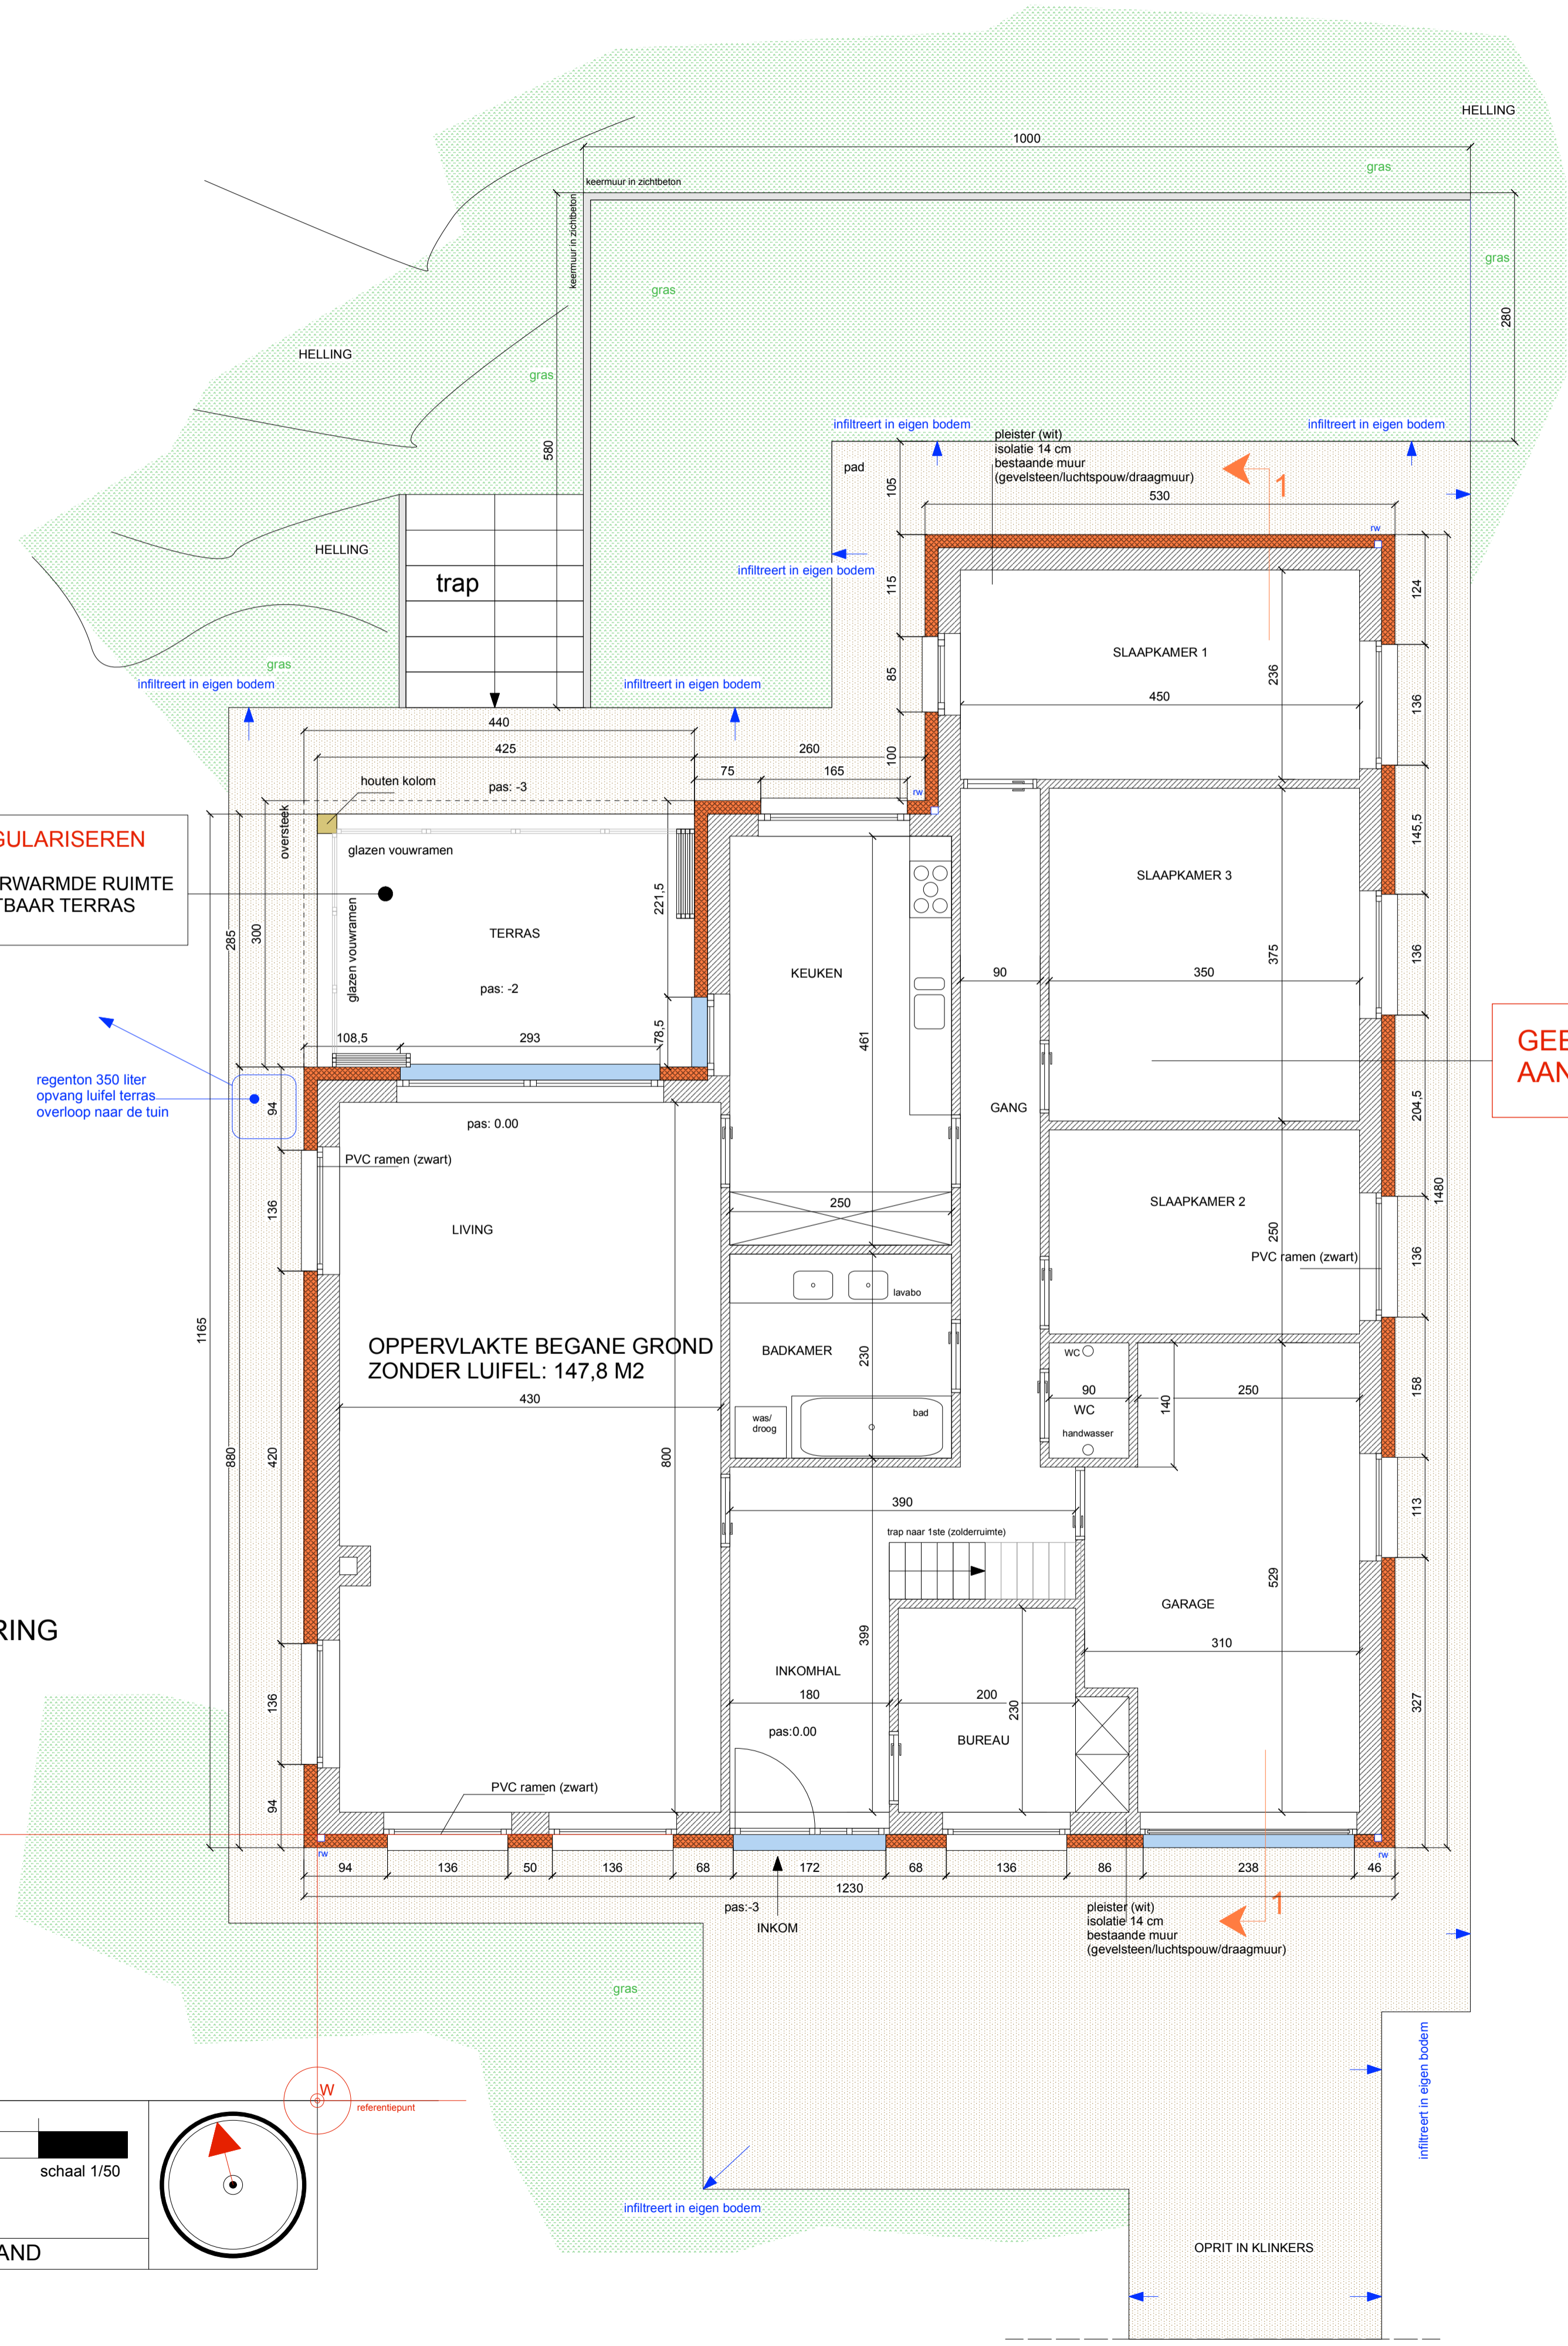 HELLING
1000
gras
keermuur in zichtbeton
keermuur in zichtbeton
gras
gras
280
HELLING
gras
580
infiltreert in eigen bodem
infiltreert in eigen bodem
pleister (wit)
isolatie 14 cm
bestaande muur
(gevelsteen/luchtspouw/draagmuur)
pad
105
1
530
rw
HELLING
trap
infiltreert in eigen bodem
115
124
SLAAPKAMER 1
236
gras
infiltreert in eigen bodem
infiltreert in eigen bodem
85
450
136
440
425
260
100
75
165
houten kolom
pas: -3
rw
oversteek
GULARISEREN
RWARMDE RUIMTE
TBAAR TERRAS
glazen vouwramen
glazen vouwramen
145,5
SLAAPKAMER 3
221,5
285
300
TERRAS
KEUKEN
90
350
375
136
pas: -2
108,5
293
78,5
461
GEE
AAN
regenton 350 liter
opvang luifel terras
overloop naar de tuin
94
pas: 0.00
GANG
204,5
PVC ramen (zwart)
136
LIVING
250
SLAAPKAMER 2
250
1480
PVC ramen (zwart)
136
lavabo
1165
OPPERVLAKTE BEGANE GROND
ZONDER LUIFEL: 147,8 M2
BADKAMER
230
WC
430
90
250
158
WC
140
was/
droog
bad
handwasser
880
420
800
390
113
trap naar 1ste (zolderruimte)
529
GARAGE
RING
399
310
INKOMHAL
136
180
200
230
327
pas:0.00
BUREAU
PVC ramen (zwart)
94
rw
rw
94
136
50
136
68
172
68
136
86
238
46
1230
pas:-3
INKOM
pleister (wit)
isolatie 14 cm
bestaande muur
(gevelsteen/luchtspouw/draagmuur)
1
gras
infiltreert in eigen bodem
W
referentiepunt
schaal 1/50
infiltreert in eigen bodem
AND
OPRIT IN KLINKERS